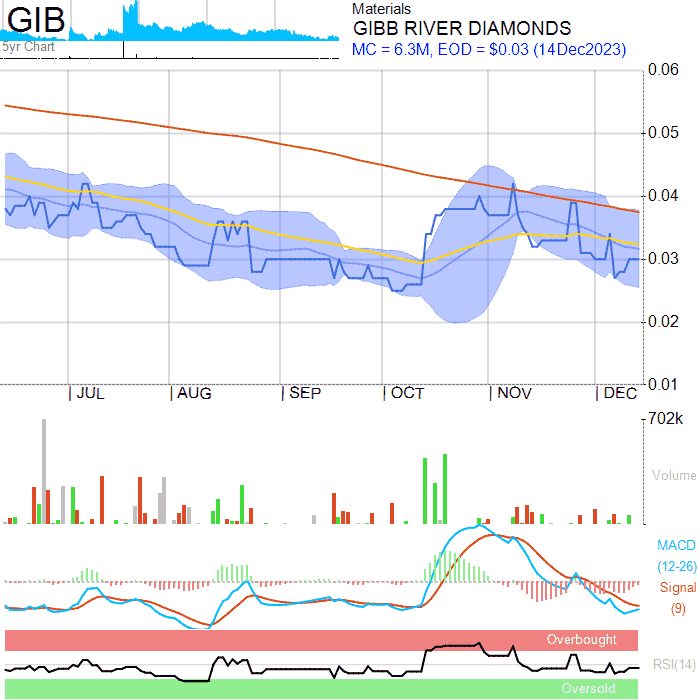 GIB
5yr Chart
Materials
GIBB RIVER DIAMONDS
MC = 6.3M, EOD = $0.03 (14Dec2023)
0.06
0.05
0.04
0.03
0.02
0.01
JUL AUG SEP OCT NOV DEC
702k
Volume
MACD
(12-26)
Signal
(9)
Overbought
RSI(14)
Oversold